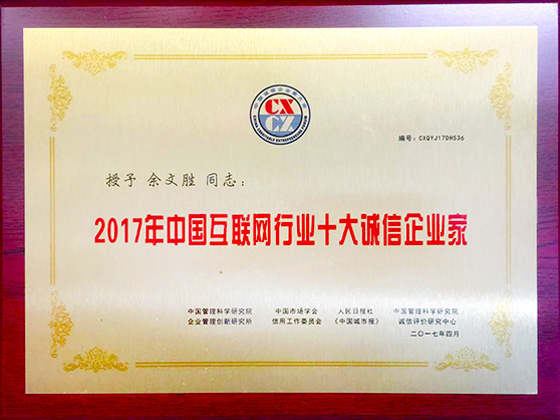 CX
CZ
编号:CXQYJ17DH536
授予 余文胜 同志:
2017年中国互联网行业十大诚信企业家
中国管理科学研究院 中国市场学会 人民日报社 中国管理科学研究院
企业管理创新研究所 信用工作委员会 《中国城市报》 诚信评价研究中心
二〇一七年四月